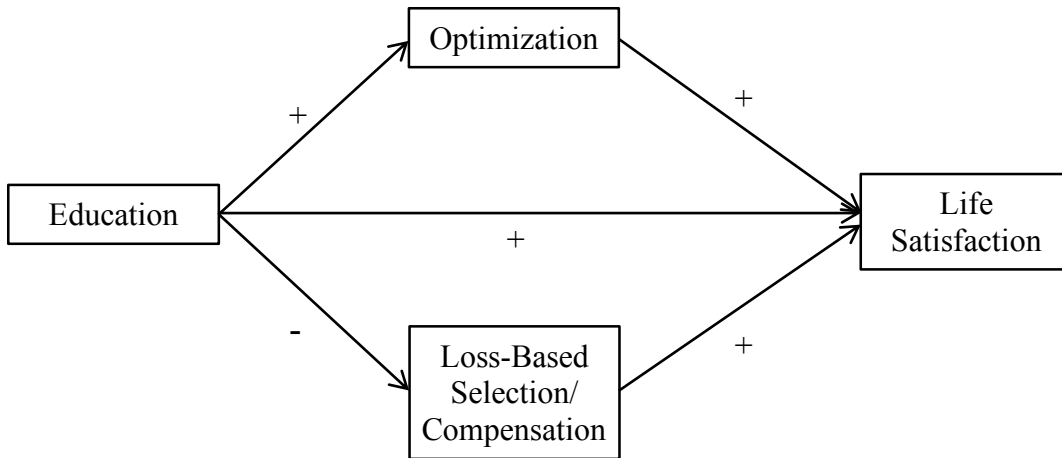 Optimization
+
+
Education
+
Life
Satisfaction
-
Loss-Based
Selection/
Compensation
+